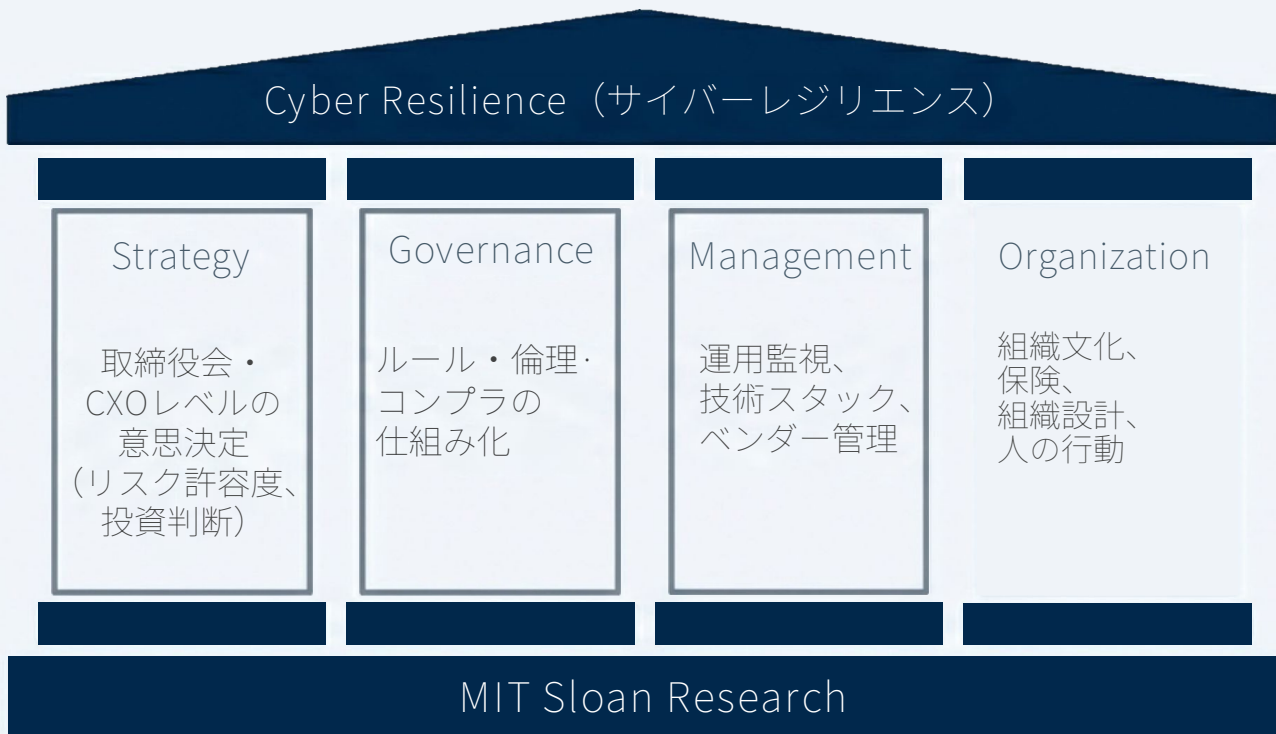 Cyber Resilience（サイバーレジリエンス）
Strategy
取締役会・
CXOレベルの
意思決定
（リスク許容度、
投資判断）
Governance
ルール・倫理·
コンプラの
仕組み化
Management
運用監視、
技術スタック、
ベンダー管理
Organization
組織文化、
保険、
組織設計、
人の行動
MIT Sloan Research